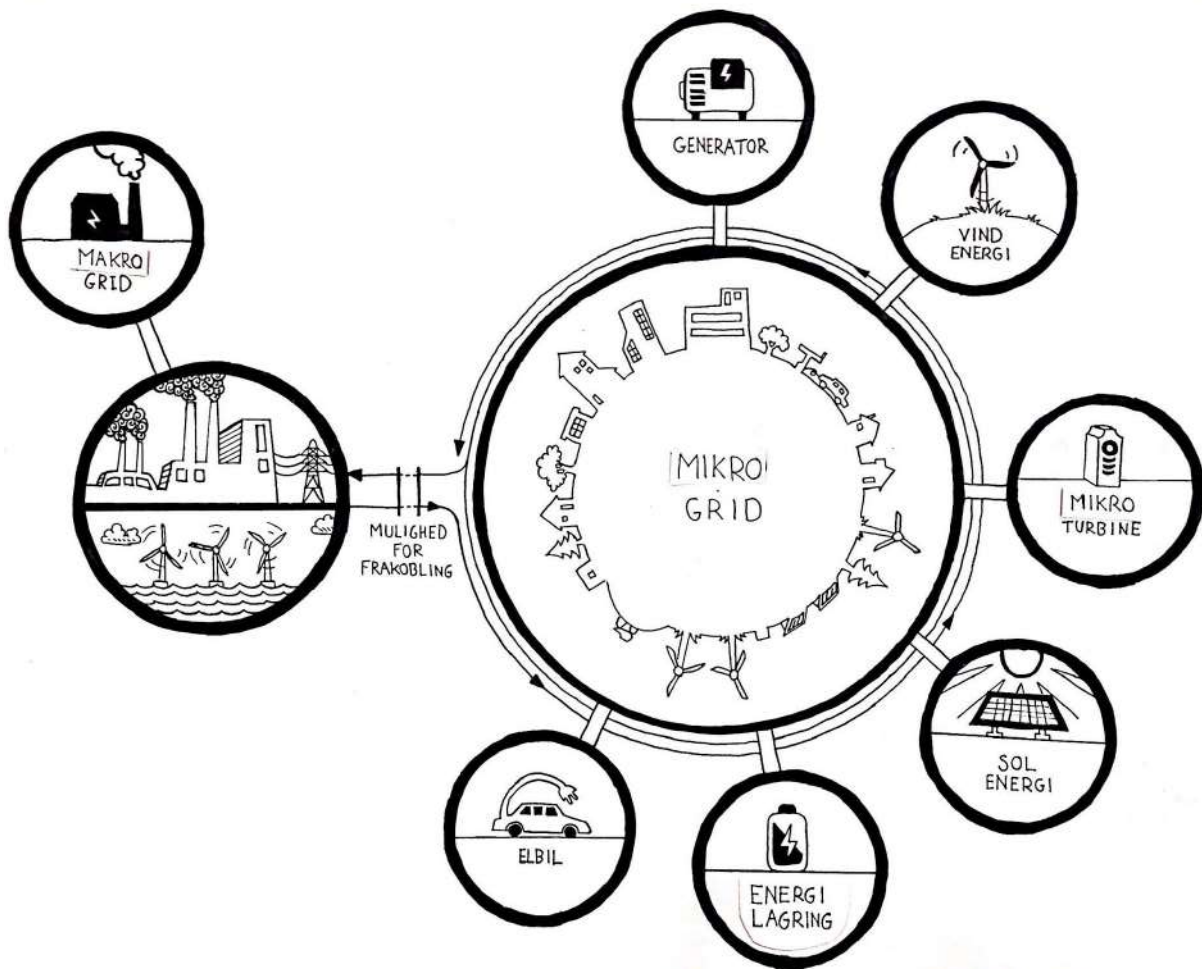 GENERATOR
VIND
ENERGI
MAKRO
GRID
MIKRO
GRID
MIKRO
TURBINE
MULIGHED
FOR
FRAKOBLING
SOL
ENERGI
ELBIL
ENERGI
LAGRING